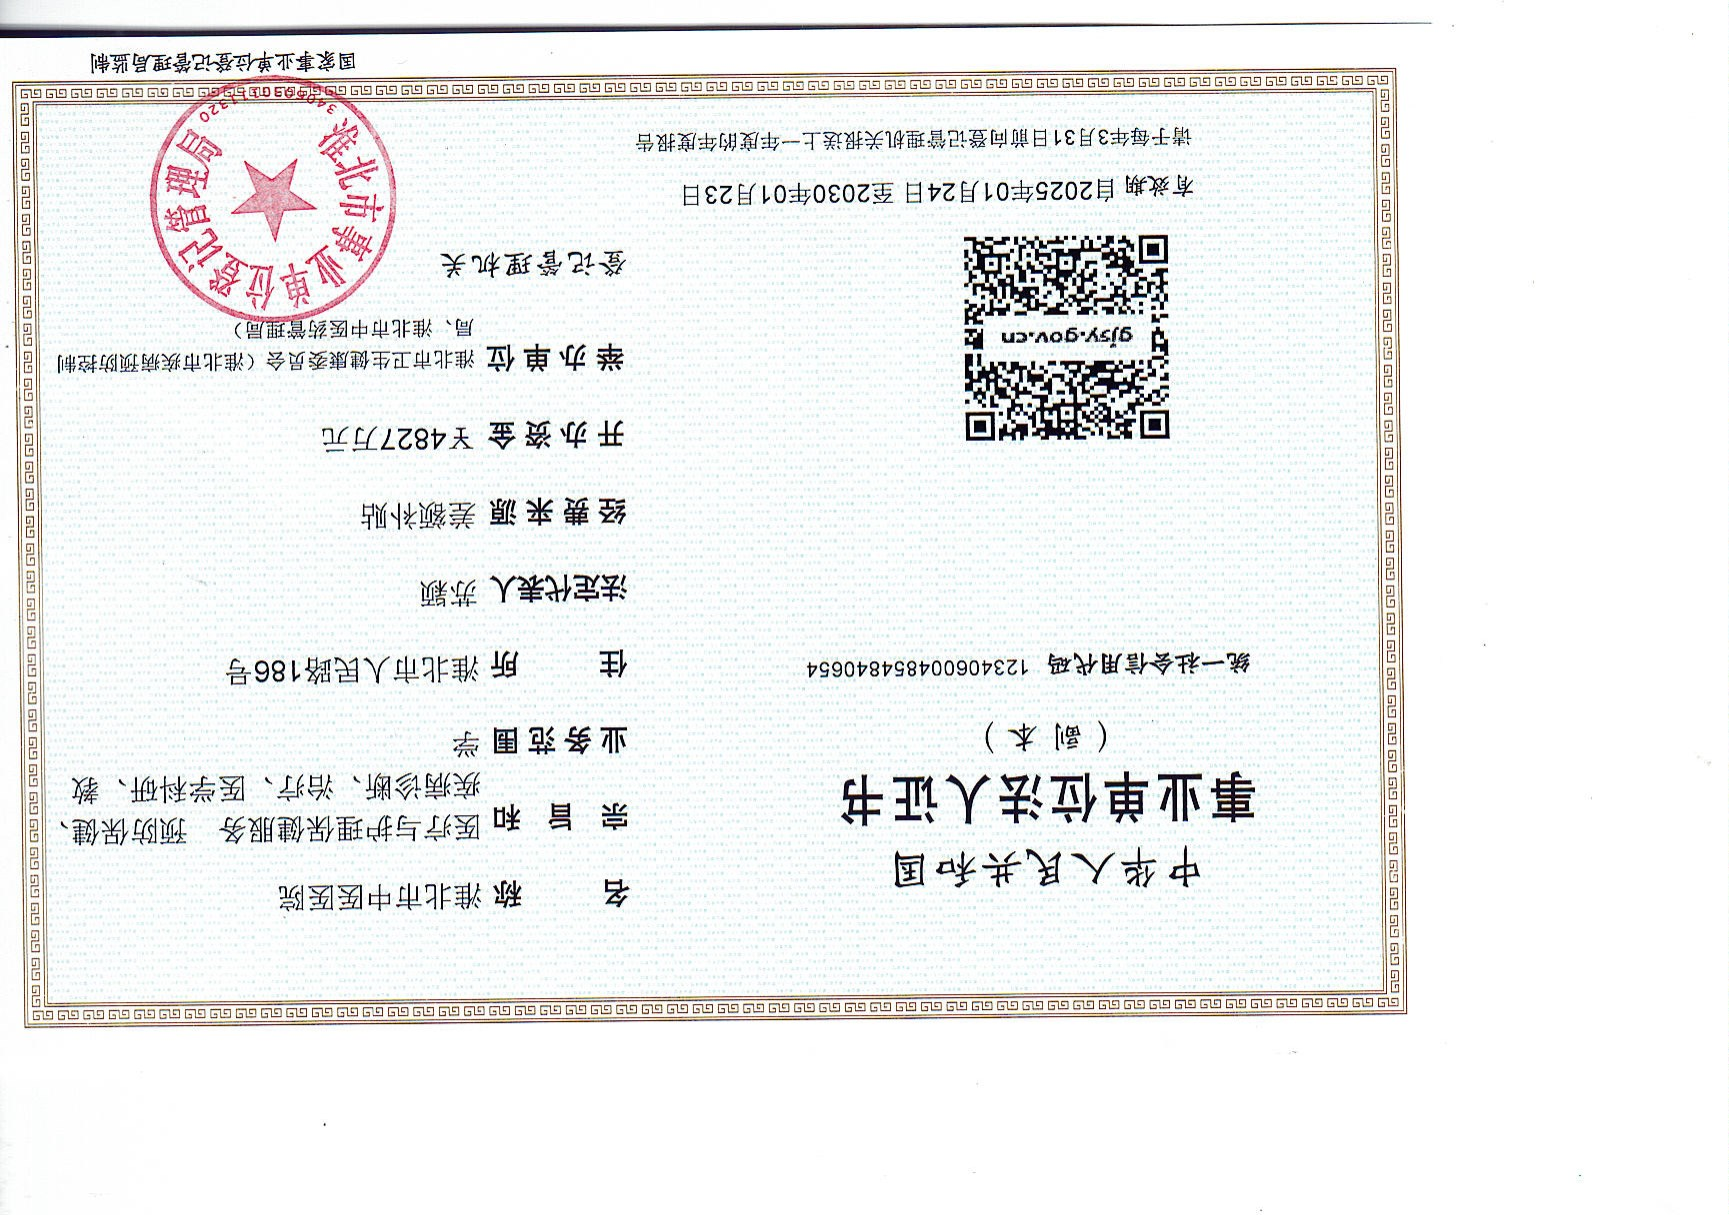 中华人民共和国
事业单位法人证书
（副 本）
统一社会信用代码 123406004854840654
gjsy.gov.cn
有效期 自2025年01月24日 至2030年01月23日
请于每年3月31日前向登记管理机关报送上一年度的年度报告
名 称 淮北市中医医院
宗 旨 和 医疗与护理保健服务 预防保健、
业务范围 疾病诊断、治疗、医学科研、教
学
住 所 淮北市人民路186号
法定代表人 苏颖
经费来源 差额补贴
开办资金 ￥4827万元
举办单位 淮北市卫生健康委员会（淮北市疾病预防控制
局、淮北市中医药管理局）
登记管理机关
淮北市事业单位登记管理局
国家事业单位登记管理局监制